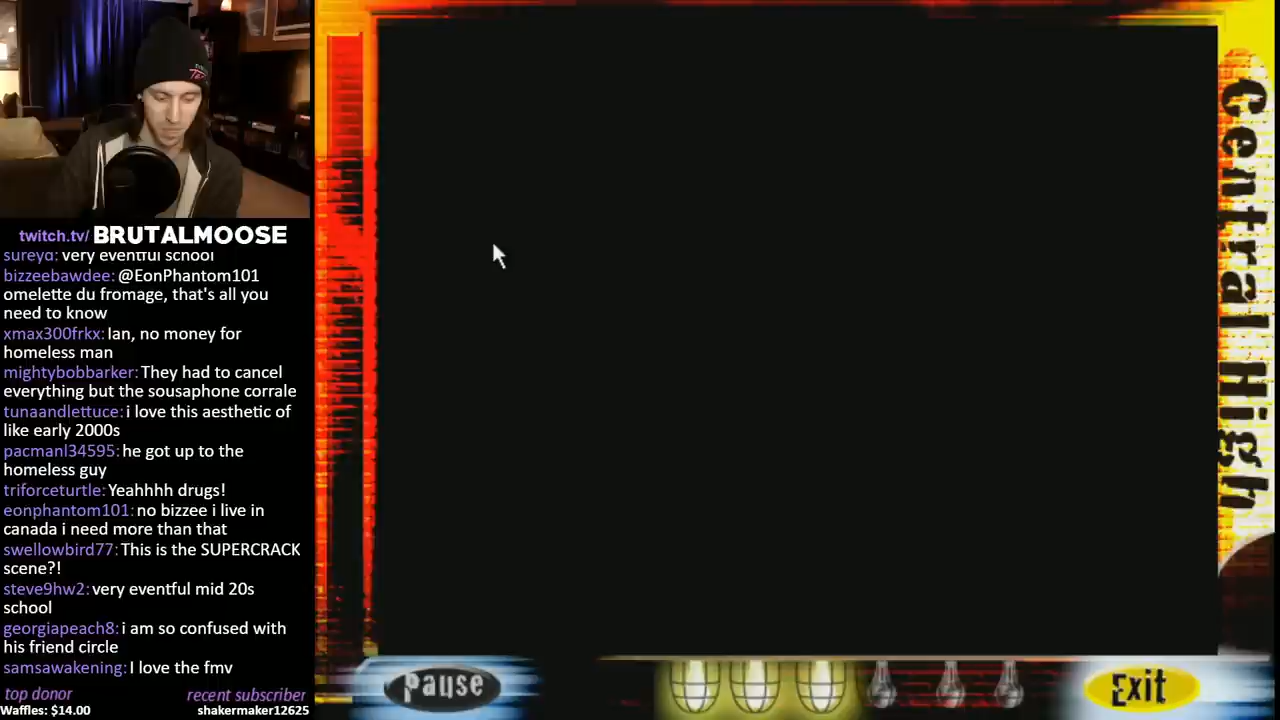 twitch.tv/BRUTALMOOSE
sureyd: very eventful school
bizzeebawdee: @EonPhantom101
omelette du fromage, that's all you
need to know
xmax300frkx: Ian, no money for
homeless man
mightybobbarker: They had to cancel
everything but the sousaphone corrale
tunaandlettuce: i love this aesthetic of
like early 2000s
pacmanl34595: he got up to the
homeless guy
triforceturtle: Yeahhhh drugs!
eonphantom101: no bizzee i live in
canada i need more than that
swellowbird77: This is the SUPERCRACK
scene?!
steve9hw2: very eventful mid 20s
school
georgiapeach8: i am so confused with
his friend circle
samsawakening: I love the fmv
top donor
Waffles: $14.00
recent subscriber
shakermaker12625
Central High
Pause
Exit